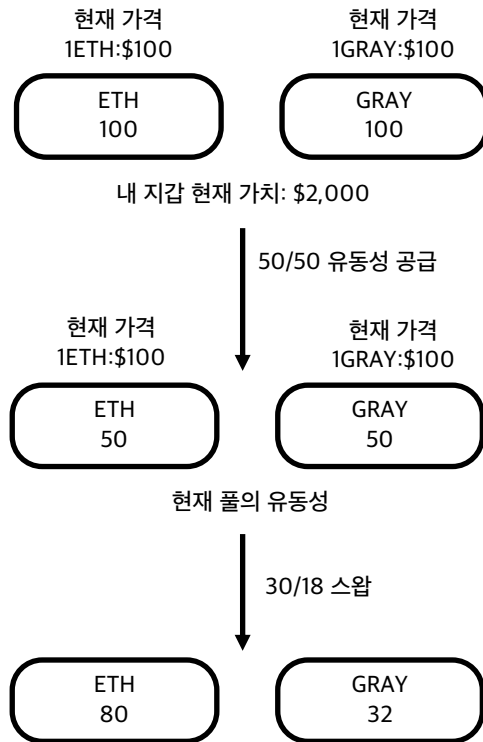 현재 가격
1ETH:$100
현재 가격
1GRAY:$100
ETH
100
GRAY
100
내 지갑 현재 가치: $2,000
50/50 유동성 공급
현재 가격
1ETH:$100
현재 가격
1GRAY:$100
ETH
50
GRAY
50
현재 풀의 유동성
30/18 스왑
ETH
80
GRAY
32